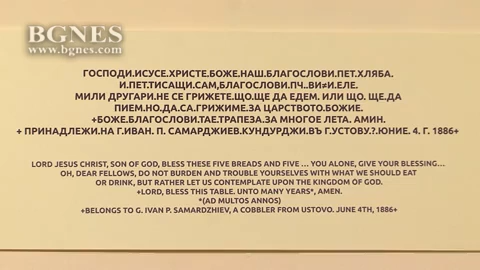 BGNES
www.bgnes.com
ГОСПОДИ.ИСУСЕ.ХРИСТЕ.БОЖЕ.НАШ.БЛАГОСЛОВИ.ПЕТ.ХЛЯБА.
И.ПЕТ.ТИСАЩИ.САМ,БЛАГОСЛОВИ.ПЧ..ВИ≠И.ЕЛЕ.
МИЛИ ДРУГАРИ.НЕ СЕ ГРИЖЕТЕ.ЩО.ЩЕ ДА ЕДЕМ. ИЛИ ЩО. ЩЕ.ДА
ПИЕМ.НО.ДА.СА.ГРИЖИМЕ.ЗА ЦАРСТВОТО.БОЖИЕ.
+БОЖЕ.БЛАГОСЛОВИ.ТАЕ.ТРАПЕЗА.ЗА МНОГОЕ ЛЕТА. АМИН.
+ ПРИНАДЛЕЖИ.НА Г.ИВАН. П. САМАРДЖИЕВ.КУНДУРДЖИ.ВЪ Г.УСТОВУ.?.ЮНИЕ. 4. Г. 1886+
LORD JESUS CHRIST, SON OF GOD, BLESS THESE FIVE BREADS AND FIVE ... YOU ALONE, GIVE YOUR BLESSING...
OH, DEAR FELLOWS, DO NOT BURDEN AND TROUBLE YOURSELVES WITH WHAT WE SHOULD EAT
OR DRINK, BUT RATHER LET US CONTEMPLATE UPON THE KINGDOM OF GOD.
+LORD, BLESS THIS TABLE. UNTO MANY YEARS*, AMEN.
*(AD MULTOS ANNOS)
+BELONGS TO G. IVAN P. SAMARDZHIEV, A COBBLER FROM USTOVO. JUNE 4TH, 1886+